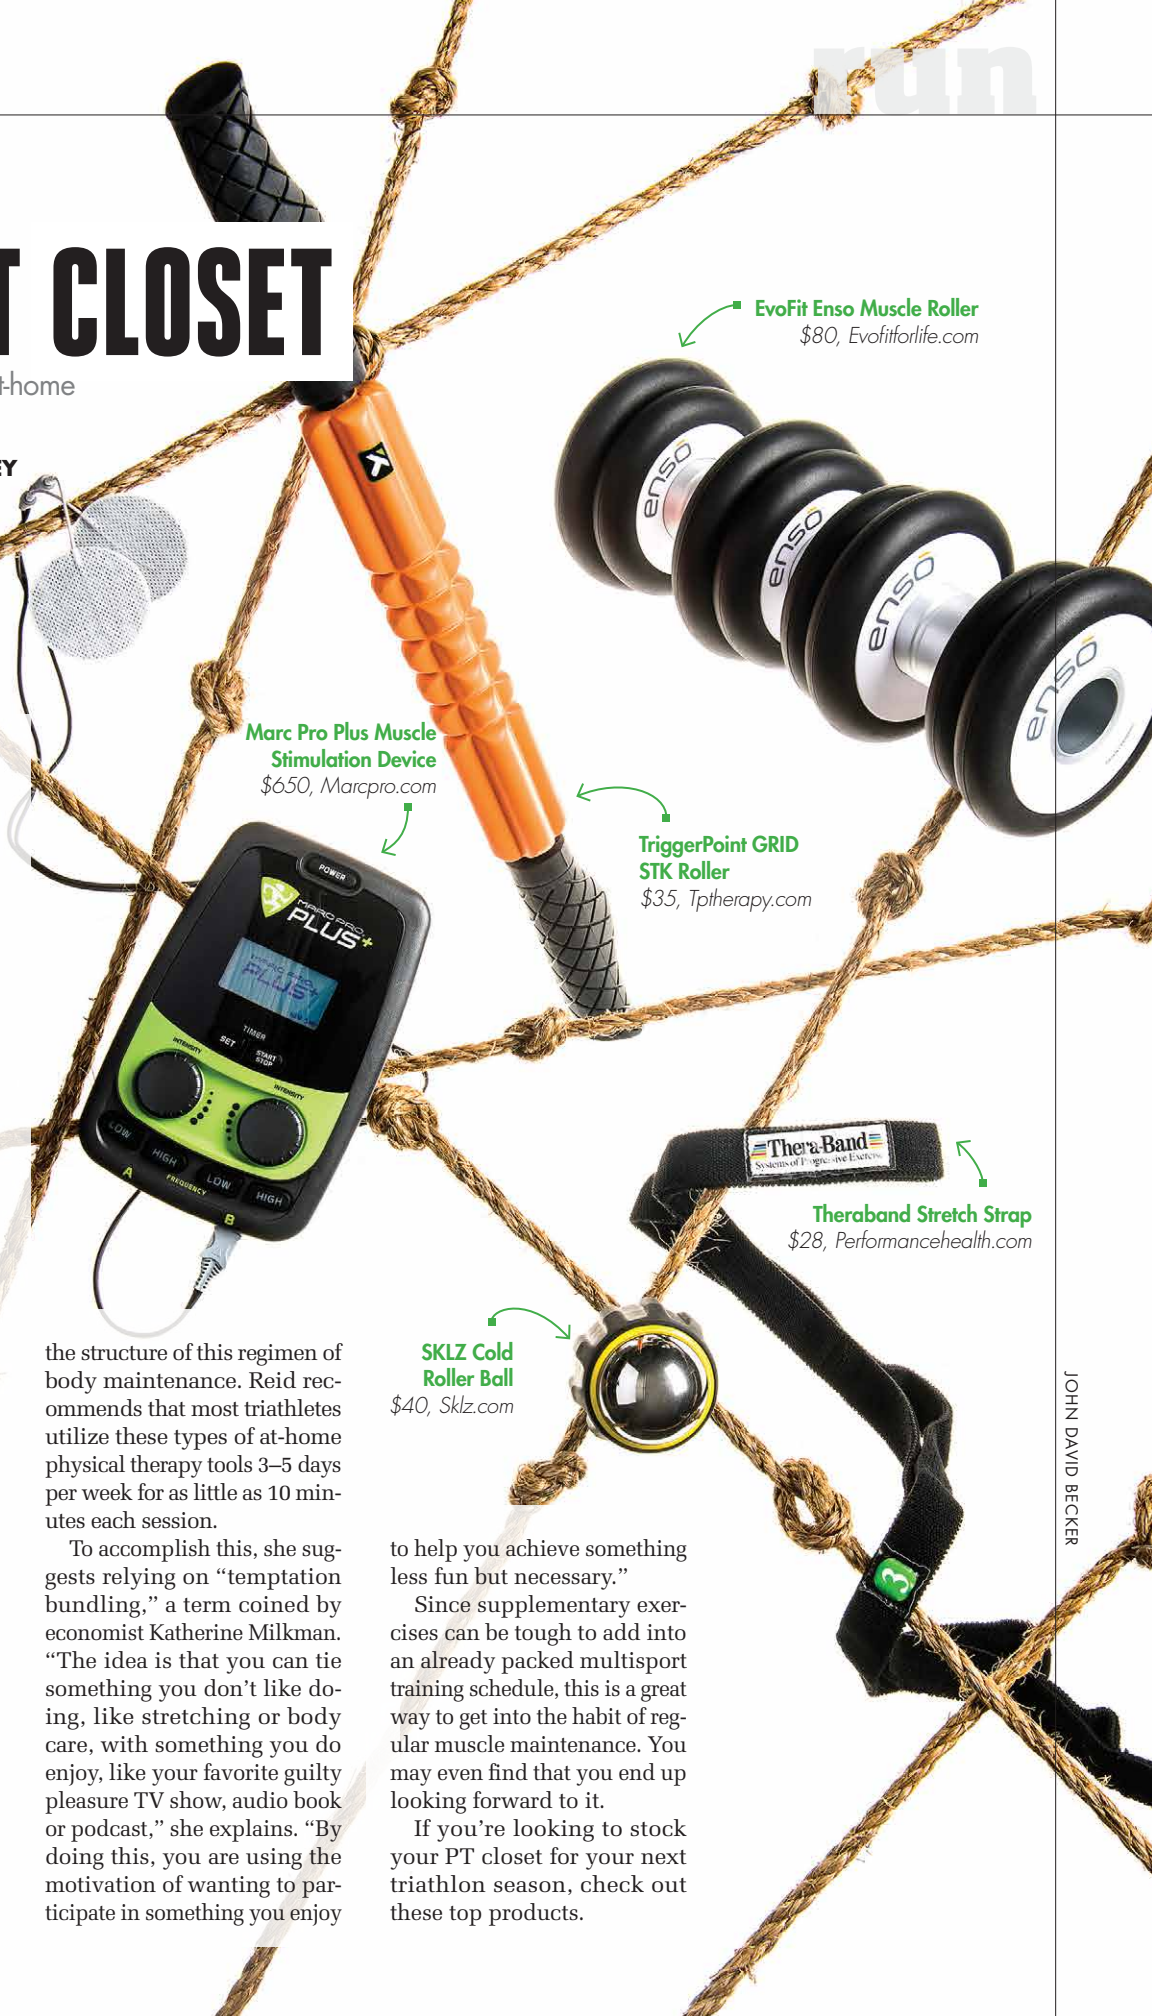 run
T CLOSET
t-home
EY
EvoFit Enso Muscle Roller
$80, Evofitforlife.com
enso
enso
enso
enso
Marc Pro Plus Muscle
Stimulation Device
$650, Marcpro.com
TriggerPoint GRID
STK Roller
$35, Tptherapy.com
POWER
MARC PRO
PLUS+
MARC PRO
PLUS+
TIMER
SET
START
STOP
INTENSITY
INTENSITY
LOW
HIGH
LOW
HIGH
A
FREQUENCY
B
Thera-Band
Systems of Progressive Exercise
Theraband Stretch Strap
$28, Performancehealth.com
SKLZ Cold
Roller Ball
$40, Sklz.com
3
JOHN DAVID BECKER
the structure of this regimen of
body maintenance. Reid rec-
ommends that most triathletes
utilize these types of at-home
physical therapy tools 3–5 days
per week for as little as 10 min-
utes each session.
To accomplish this, she sug-
gests relying on “temptation
bundling,” a term coined by
economist Katherine Milkman.
“The idea is that you can tie
something you don’t like do-
ing, like stretching or body
care, with something you do
enjoy, like your favorite guilty
pleasure TV show, audio book
or podcast,” she explains. “By
doing this, you are using the
motivation of wanting to par-
ticipate in something you enjoy
to help you achieve something
less fun but necessary.”
Since supplementary exer-
cises can be tough to add into
an already packed multisport
training schedule, this is a great
way to get into the habit of reg-
ular muscle maintenance. You
may even find that you end up
looking forward to it.
If you’re looking to stock
your PT closet for your next
triathlon season, check out
these top products.